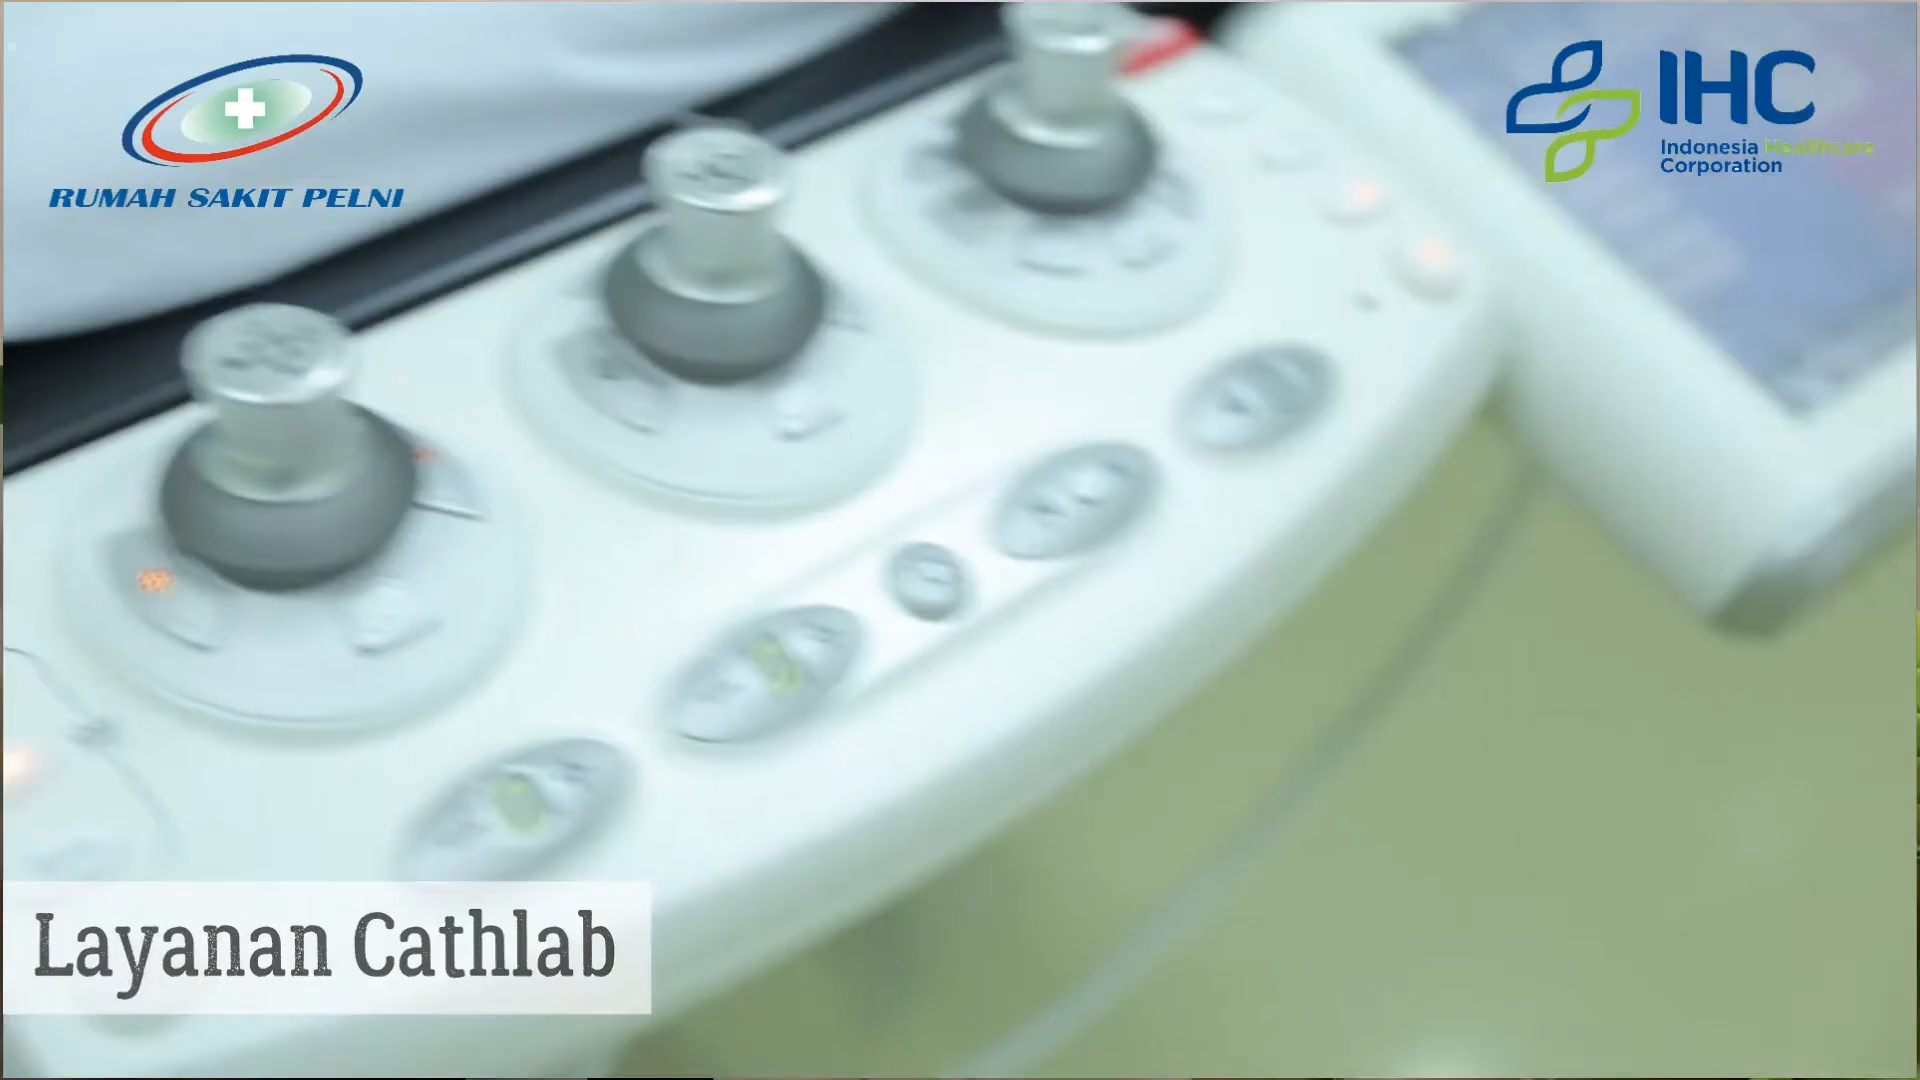 RUMAH SAKIT PELNI
IHC
Indonesia Healthcare
Corporation
Layanan Cathlab